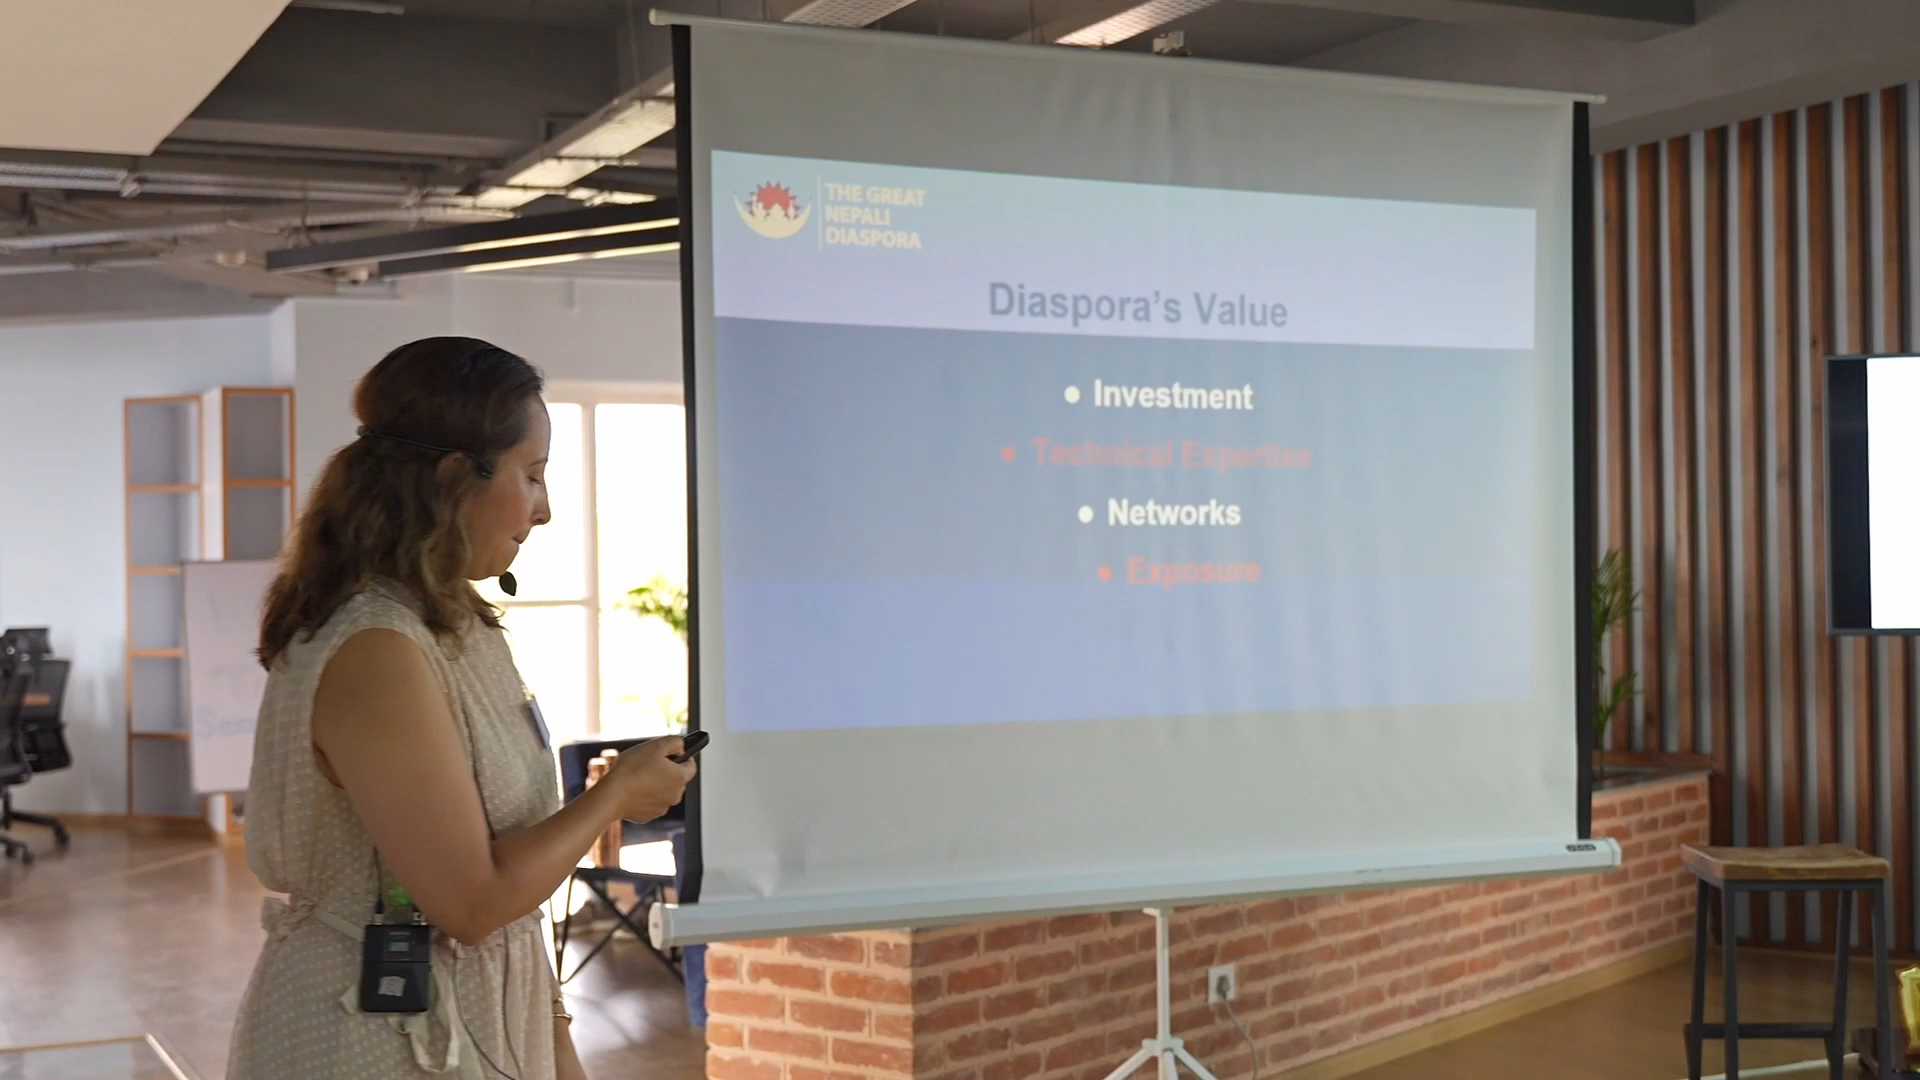 THE GREAT
NEPALI
DIASPORA
Diaspora's Value
• Investment
• Technical Expertise
• Networks
• Exposure